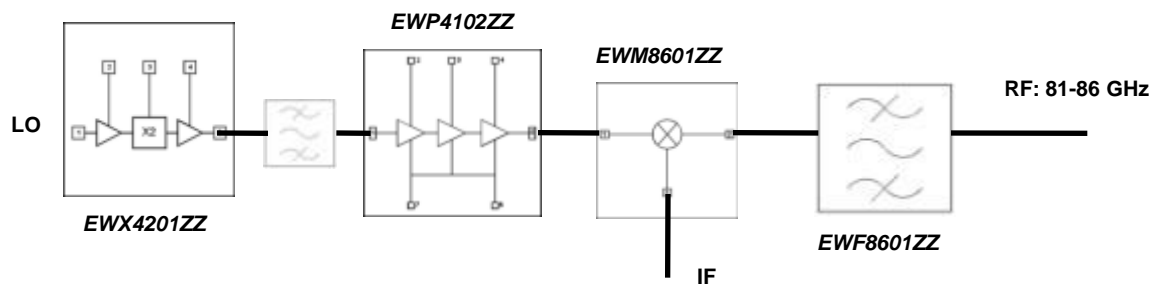 EWP4102ZZ
EWM8601ZZ
RF: 81-86 GHz
LO
X2
EWX4201ZZ
EWF8601ZZ
IF